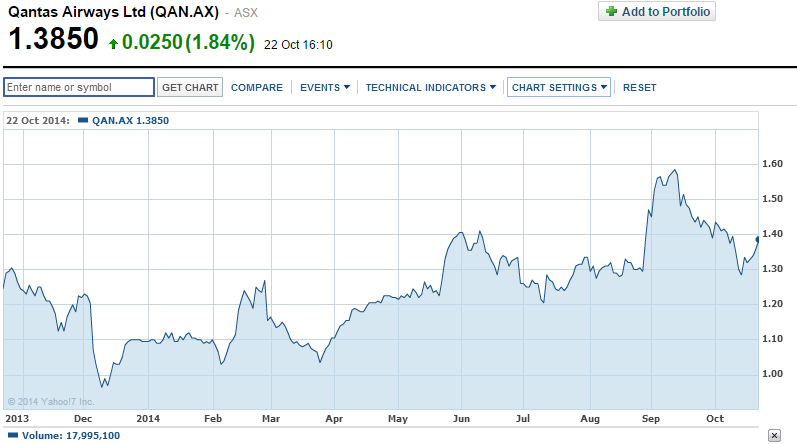 Qantas Airways Ltd (QAN.AX) - ASX
Add to Portfolio
1.3850 0.0250 (1.84%) 22 Oct 16:10
Enter name or symbol GET CHART COMPARE EVENTS TECHNICAL INDICATORS CHART SETTINGS RESET
22 Oct 2014: QAN.AX 1.3850
1.60
1.50
1.40
1.30
1.20
1.10
1.00
© 2014 Yahoo!7 Inc.
2013 Dec 2014 Feb Mar Apr May Jun Jul Aug Sep Oct
Volume: 17,995,100